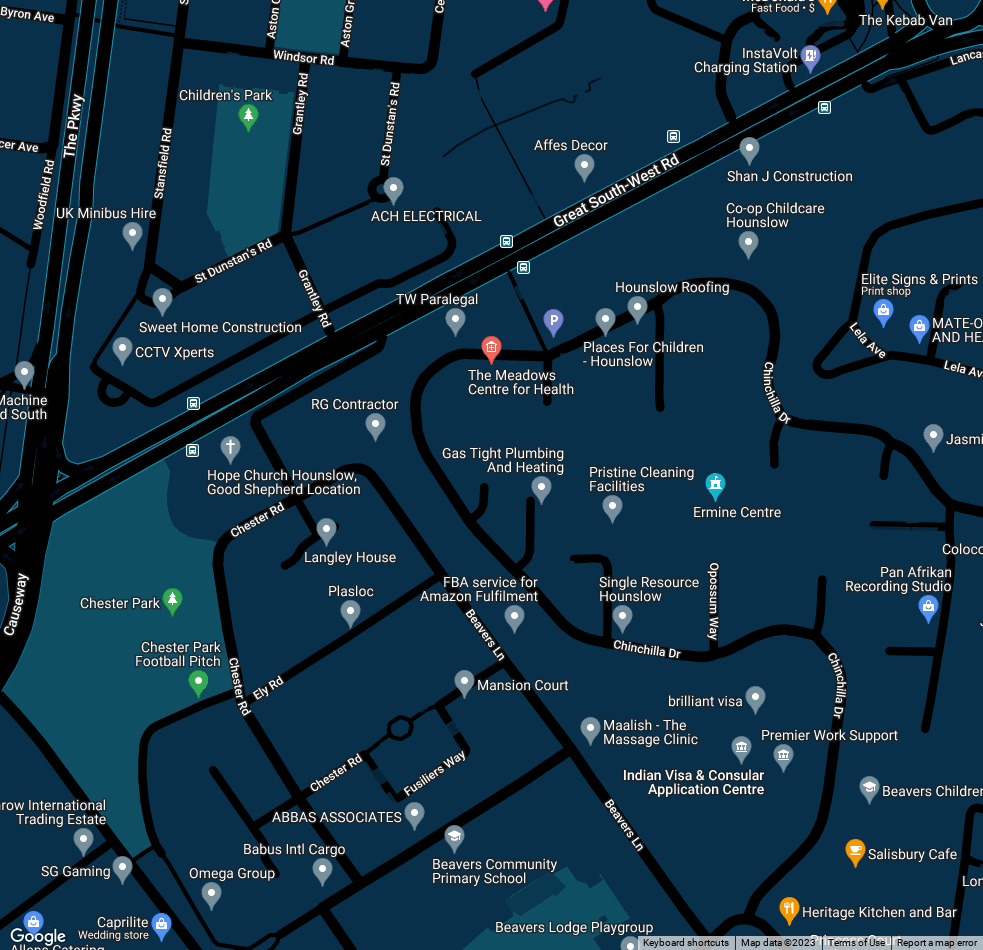 Byron Ave
Aston G
Aston Gr
Ce
Fast Food • $
The Kebab Van
Windsor Rd
InstaVolt
Charging Station
Lanca
The Pkwy
Children's Park
Grantley Rd
St Dunstan's Rd
Stansfield Rd
cer Ave
Woodfield Rd
Affes Decor
Great South-West Rd
Shan J Construction
UK Minibus Hire
ACH ELECTRICAL
Co-op Childcare
Hounslow
St Dunstan's Rd
Grantley Rd
Sweet Home Construction
TW Paralegal
Hounslow Roofing
Elite Signs & Prints
Print shop
MATE-O
AND HEA
Lela Ave
Lela Av
CCTV Xperts
P
Places For Children
- Hounslow
The Meadows
Centre for Health
Chinchilla Dr
Machine
d South
RG Contractor
Jasmi
Hope Church Hounslow,
Good Shepherd Location
Gas Tight Plumbing
And Heating
Pristine Cleaning
Facilities
Ermine Centre
Chester Rd
Langley House
Coloco
Causeway
Chester Park
Plasloc
FBA service for
Amazon Fulfilment
Single Resource
Hounslow
Opossum Way
Pan Afrikan
Recording Studio
Chester Park
Football Pitch
Chester Rd
Ely Rd
Beavers Ln
Chinchilla Dr
Chinchilla Dr
Mansion Court
brilliant visa
Maalish - The
Massage Clinic
Premier Work Support
Indian Visa & Consular
Application Centre
Chester Rd
Fusiliers Way
Beavers Ln
Beavers Children
row International
Trading Estate
ABBAS ASSOCIATES
Salisbury Cafe
Babus Intl Cargo
Beavers Community
Primary School
SG Gaming
Omega Group
Lon
Caprilite
Wedding store
Heritage Kitchen and Bar
Beavers Lodge Playgroup
Google
Keyboard shortcuts
Map data ©2023
Terms of Use
Report a map error